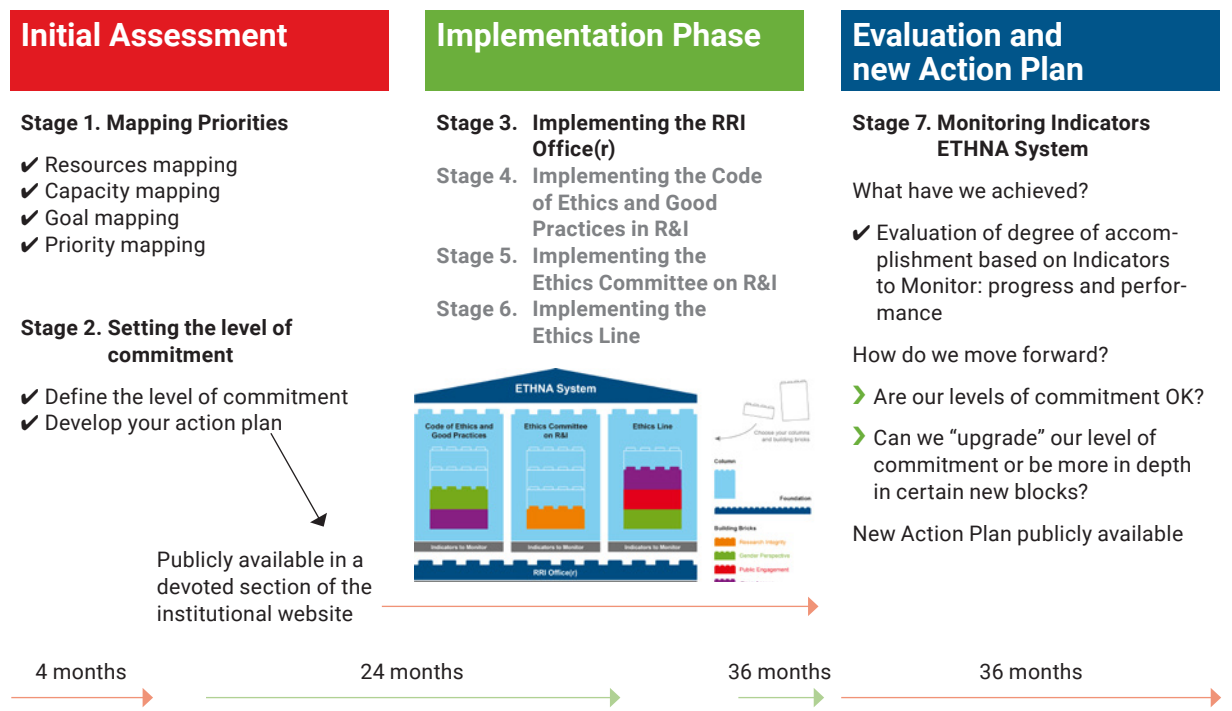 Initial Assessment
Stage 1. Mapping Priorities
✔ Resources mapping
✔ Capacity mapping
✔ Goal mapping
✔ Priority mapping
Stage 2. Setting the level of
commitment
✔ Define the level of commitment
✔ Develop your action plan
Publicly available in a
devoted section of the
institutional website
Implementation Phase
Stage 3. Implementing the RRI
Office(r)
Stage 4. Implementing the Code
of Ethics and Good
Practices in R&I
Stage 5. Implementing the
Ethics Committee on R&I
Stage 6. Implementing the
Ethics Line
ETHNA System
Code of Ethics and
Good Practices
Ethics Committee
on R&I
Ethics Line
Indicators to Monitor
Indicators to Monitor
Indicators to Monitor
RRI Office(r)
Choose your columns
and building bricks
Column
Foundation
Building Bricks
Research Integrity
Gender Perspective
Public Engagement
Evaluation and
new Action Plan
Stage 7. Monitoring Indicators
ETHNA System
What have we achieved?
✔ Evaluation of degree of accom-
plishment based on Indicators
to Monitor: progress and perfor-
mance
How do we move forward?
❯ Are our levels of commitment OK?
❯ Can we “upgrade” our level of
commitment or be more in depth
in certain new blocks?
New Action Plan publicly available
4 months
24 months
36 months
36 months